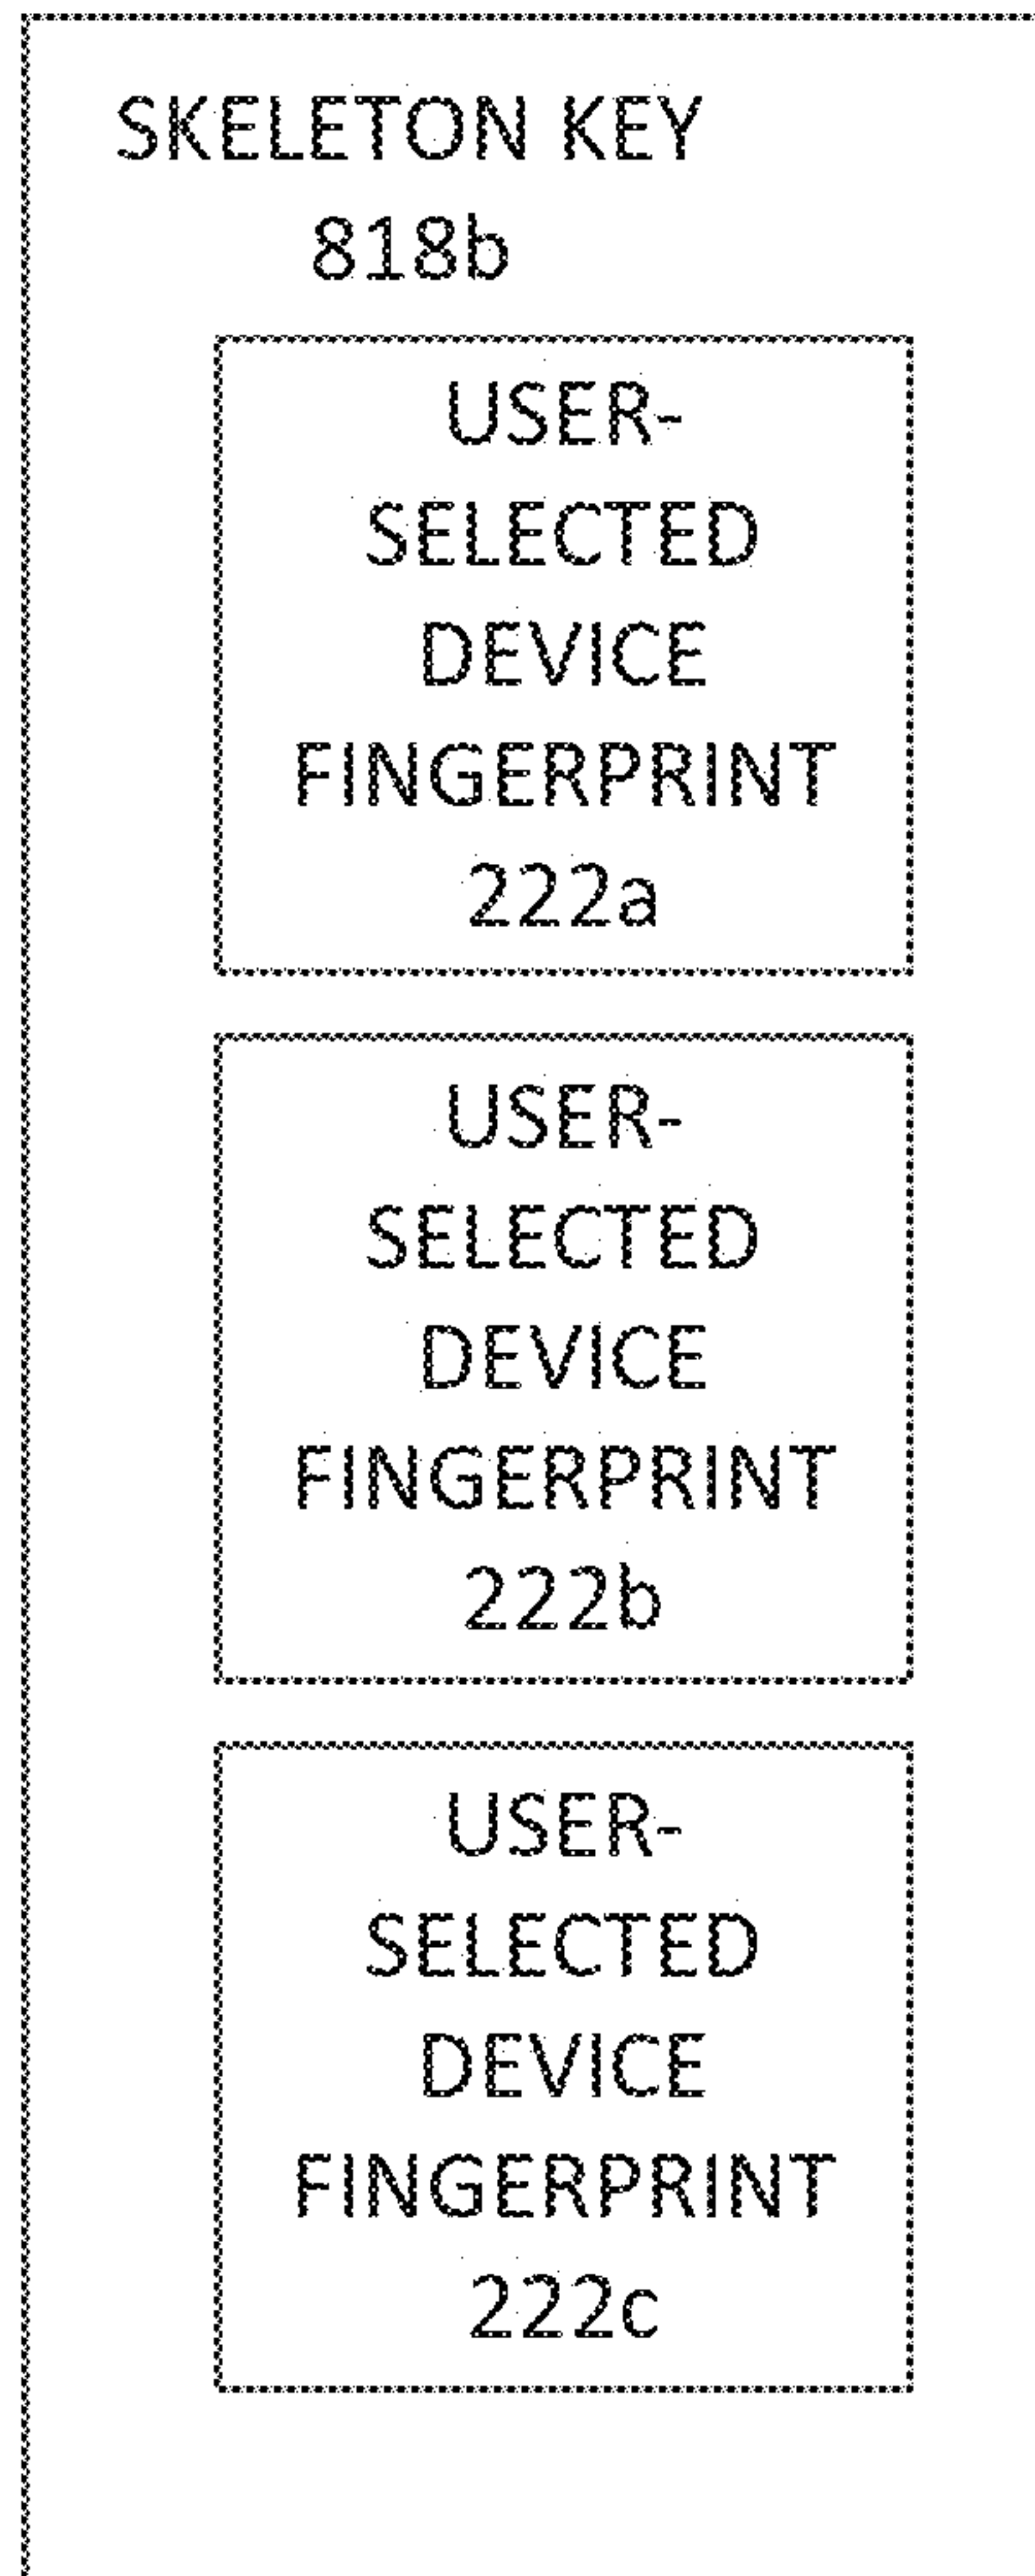 SKELETON KEY
818b
USER-
SELECTED
DEVICE
FINGERPRINT
222a
USER-
SELECTED
DEVICE
FINGERPRINT
222b
USER-
SELECTED
DEVICE
FINGERPRINT
222c